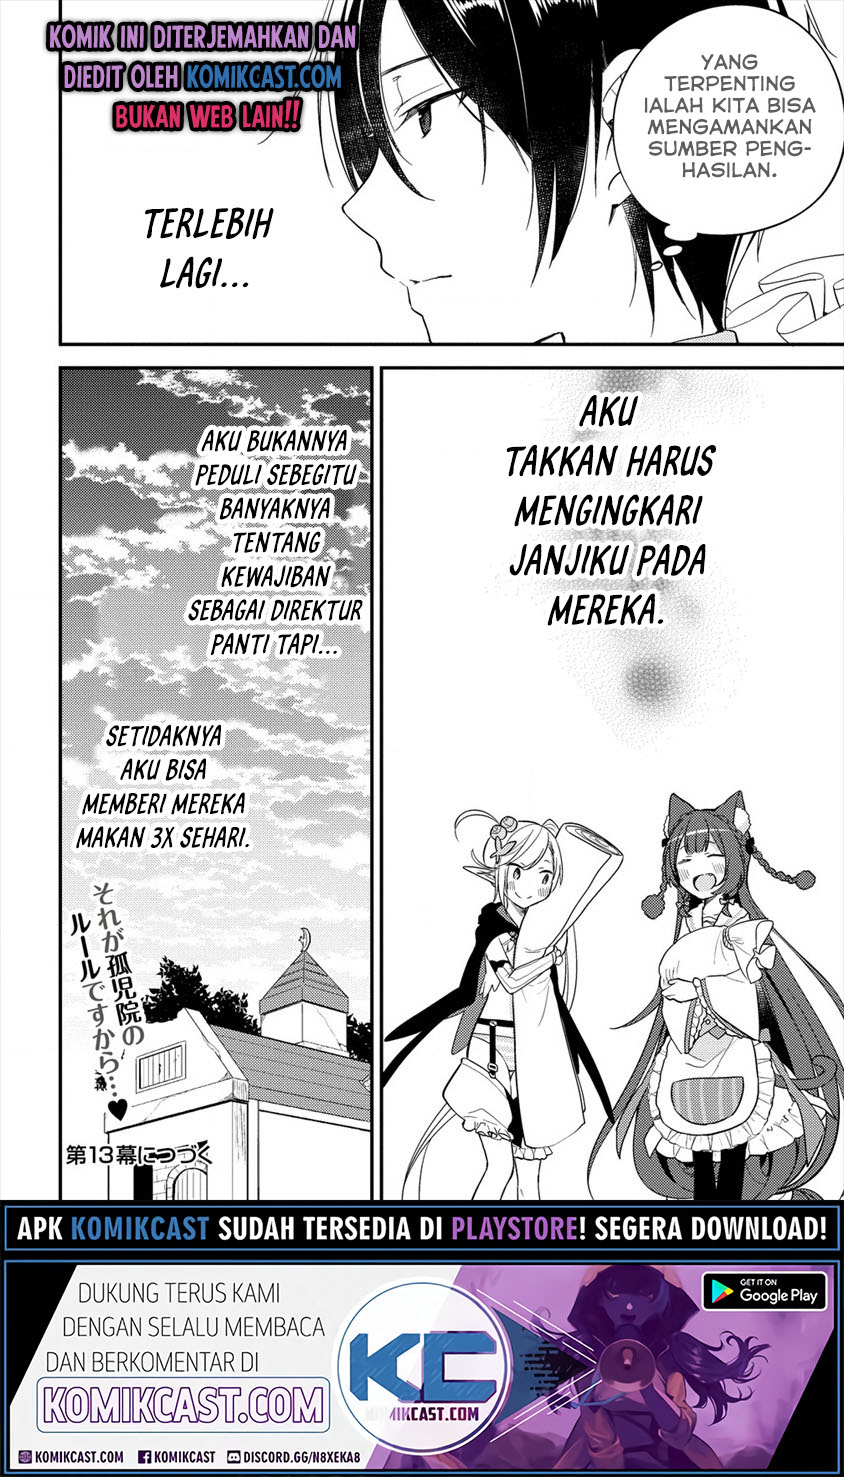 KOMIK INI DITERJEMAHKAN DAN
DIEDIT OLEH KOMIKCAST.COM
BUKAN WEB LAIN!!
YANG
TERPENTING
IALAH KITA BISA
MENGAMANKAN
SUMBER PENG-
HASILAN.
TERLEBIH
LAGI...
AKU
TAKKAN HARUS
MENGINGKARI
JANJIKU PADA
MEREKA.
AKU BUKANNYA
PEDULI SEBEGITU
BANYAKNYA
TENTANG
KEWAJIBAN
SEBAGAI DIREKTUR
PANTI TAPI...
SETIDAKNYA
AKU BISA
MEMBERI MEREKA
MAKAN 3X SEHARI.
それが孤児院の
ルールですから…♥
第13幕につづく
APK KOMIKCAST SUDAH TERSEDIA DI PLAYSTORE! SEGERA DOWNLOAD!
DUKUNG TERUS KAMI
DENGAN SELALU MEMBACA
DAN BERKOMENTAR DI
KOMIKCAST.COM
KOMIKCAST.COM KOMIKCAST DISCORD.GG/N8XEKA8
KC
KOMIKCAST.COM
GET IT ON
Google Play